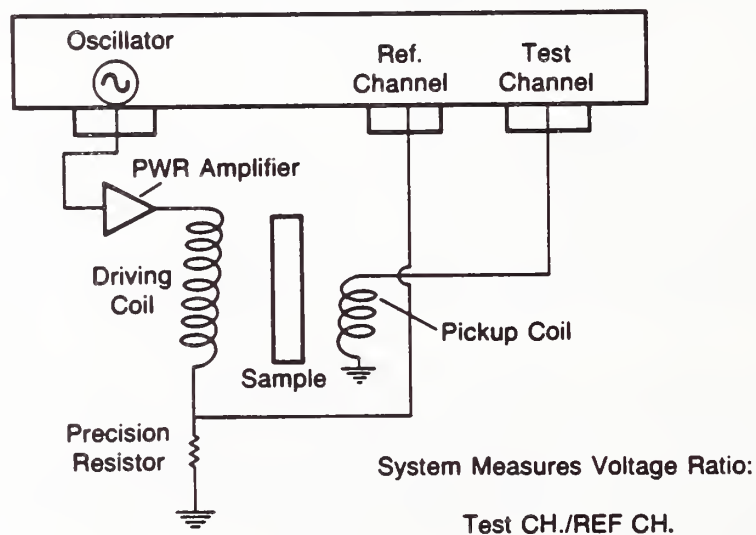 Oscillator
Ref.
Channel
Test
Channel
PWR Amplifier
Driving
Coil
Pickup Coil
Sample
Precision
Resistor
System Measures Voltage Ratio:
Test CH./REF CH.